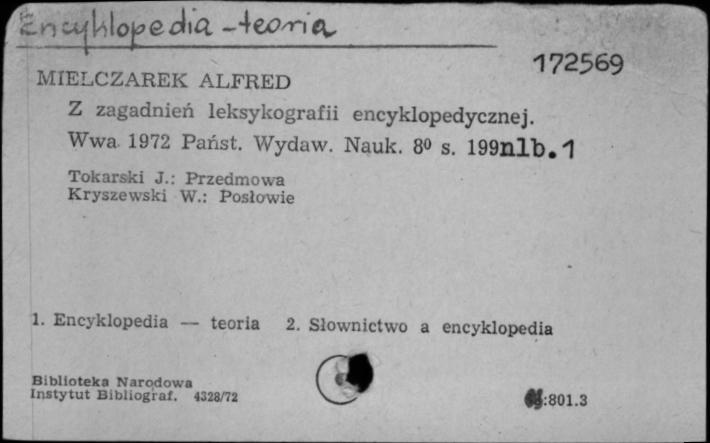 Encyklopedia - teoria
172569
MIELCZAREK ALFRED
Z zagadnień leksykografii encyklopedycznej.
Wwa 1972 Państ. Wydaw. Nauk. 8⁰ s. 199nlb.1
Tokarski J.: Przedmowa
Kryszewski W.: Posłowie
1. Encyklopedia — teoria 2. Słownictwo a encyklopedia
Biblioteka Narodowa
Instytut Bibliograf. 4328/72
:801.3